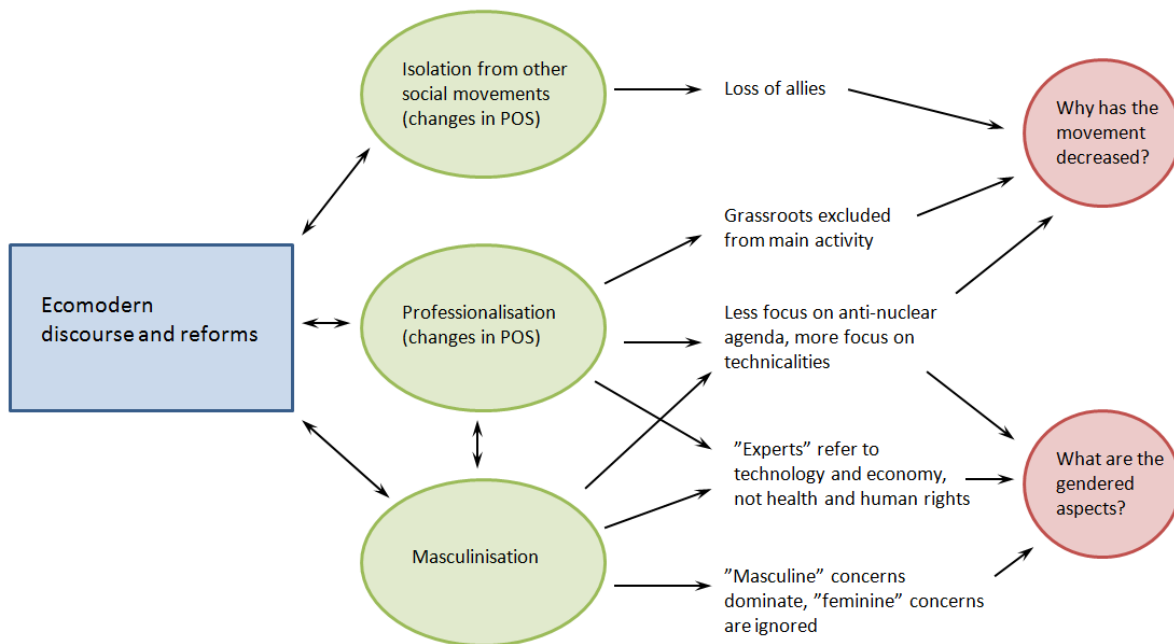 Isolation from other
social movements
(changes in POS)
Loss of allies
Why has the
movement
decreased?
Grassroots excluded
from main activity
Ecomodern
discourse and reforms
Professionalisation
(changes in POS)
Less focus on anti-nuclear
agenda, more focus on
technicalities
”Experts” refer to
technology and economy,
not health and human rights
What are the
gendered
aspects?
Masculinisation
”Masculine” concerns
dominate, ”feminine” concerns
are ignored